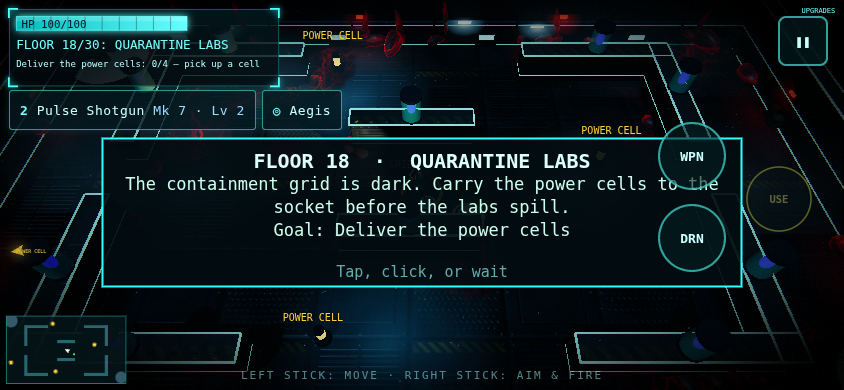 HP 100/100
FLOOR 18/30: QUARANTINE LABS
Deliver the power cells: 0/4 — pick up a cell
2 Pulse Shotgun Mk 7 · Lv 2
◎ Aegis
POWER CELL
UPGRADES
POWER CELL
WPN
FLOOR 18 · QUARANTINE LABS
The containment grid is dark. Carry the power cells to the
socket before the labs spill.
Goal: Deliver the power cells
USE
DRN
POWER CELL
Tap, click, or wait
POWER CELL
LEFT STICK: MOVE · RIGHT STICK: AIM & FIRE